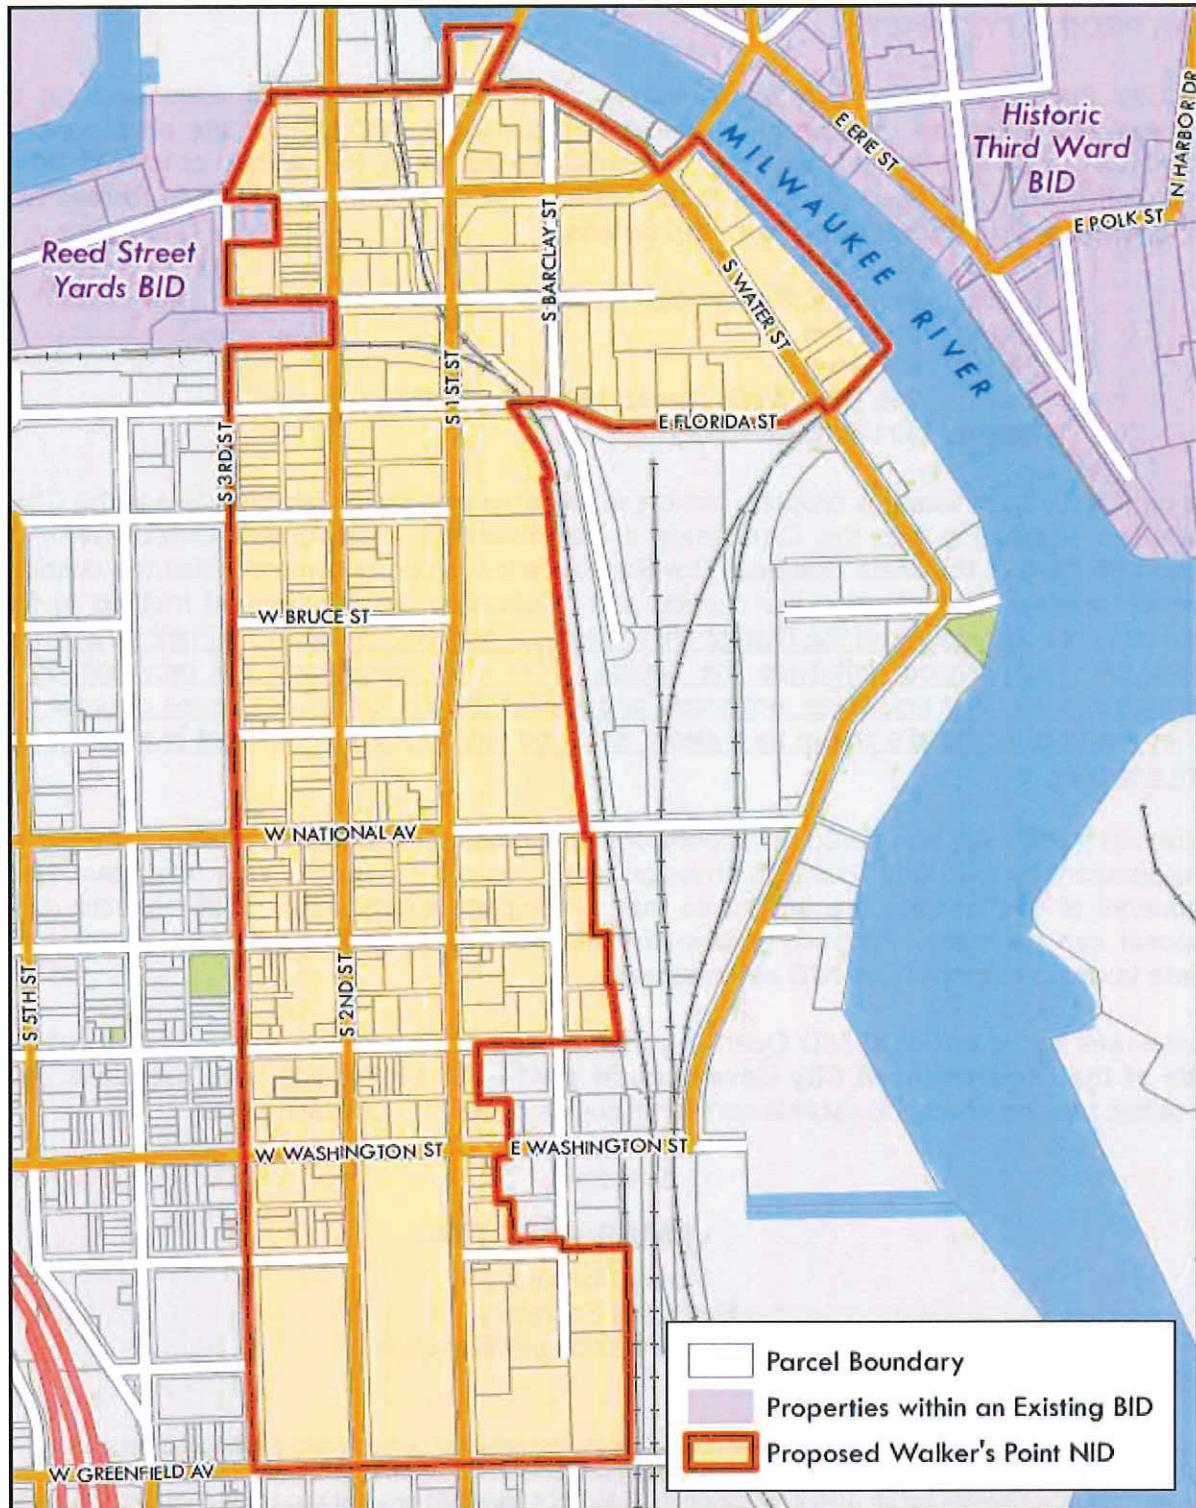 Historic
Third Ward
BID
N HARBOR DR
E ERIE ST
E POLK ST
MILWAUKEE RIVER
Reed Street
Yards BID
S BARCLAY ST
S WATER ST
S 1ST ST
S 3RD ST
E FLORIDA ST
W BRUCE ST
W NATIONAL AV
S 5TH ST
S 2ND ST
W WASHINGTON ST
E WASHINGTON ST
W GREENFIELD AV
Parcel Boundary
Properties within an Existing BID
Proposed Walker's Point NID